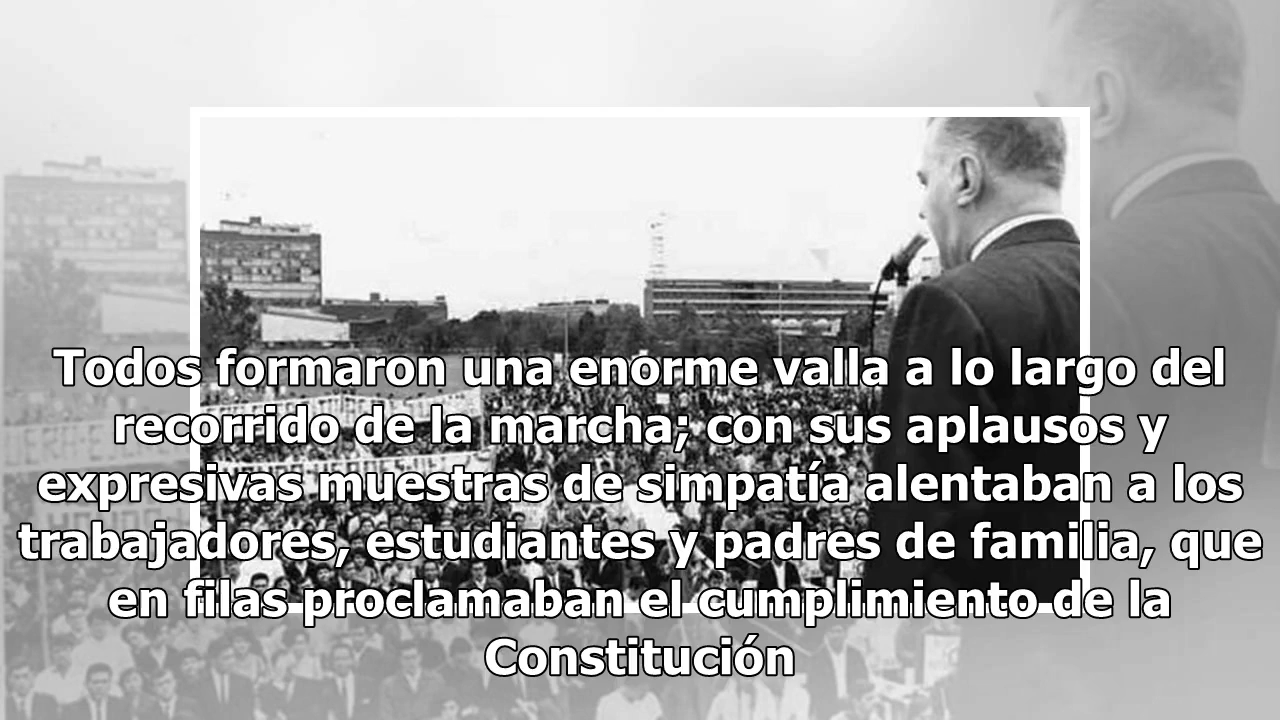 Todos formaron una enorme valla a lo largo del
recorrido de la marcha; con sus aplausos y
expresivas muestras de simpatía alentaban a los
trabajadores, estudiantes y padres de familia, que
en filas proclamaban el cumplimiento de la
Constitución